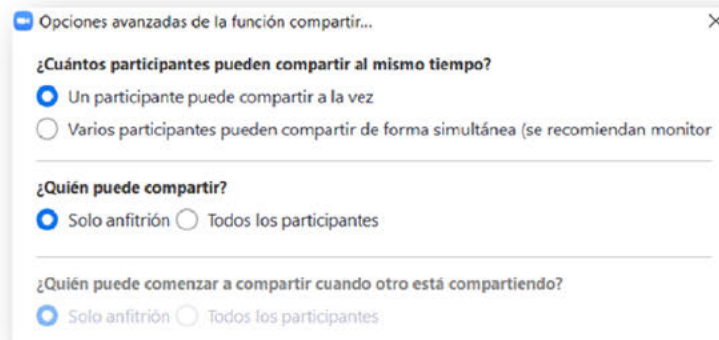 Opciones avanzadas de la función compartir...
¿Cuántos participantes pueden compartir al mismo tiempo?
Un participante puede compartir a la vez
Varios participantes pueden compartir de forma simultánea (se recomiendan monitor
¿Quién puede compartir?
Solo anfitrión Todos los participantes
¿Quién puede comenzar a compartir cuando otro está compartiendo?
Solo anfitrión Todos los participantes